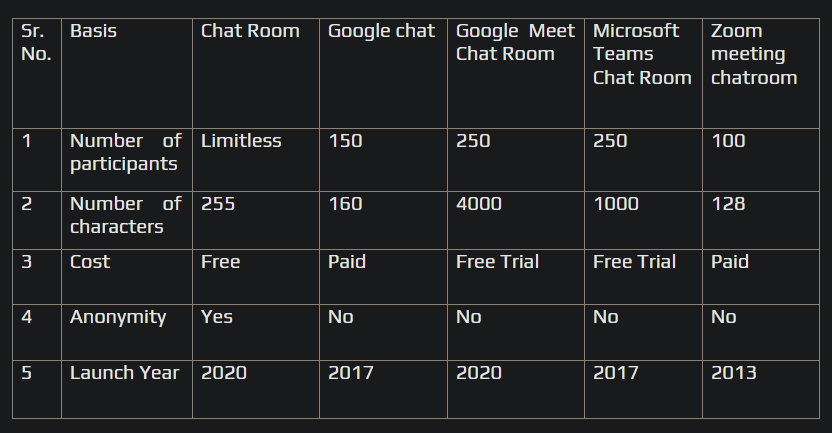 Sr. No. Basis Chat Room Google chat Google Meet Chat Room Microsoft Teams Chat Room Zoom meeting chatroom
1 Number of participants Limitless 150 250 250 100
2 Number of characters 255 160 4000 1000 128
3 Cost Free Paid Free Trial Free Trial Paid
4 Anonymity Yes No No No No
5 Launch Year 2020 2017 2020 2017 2013